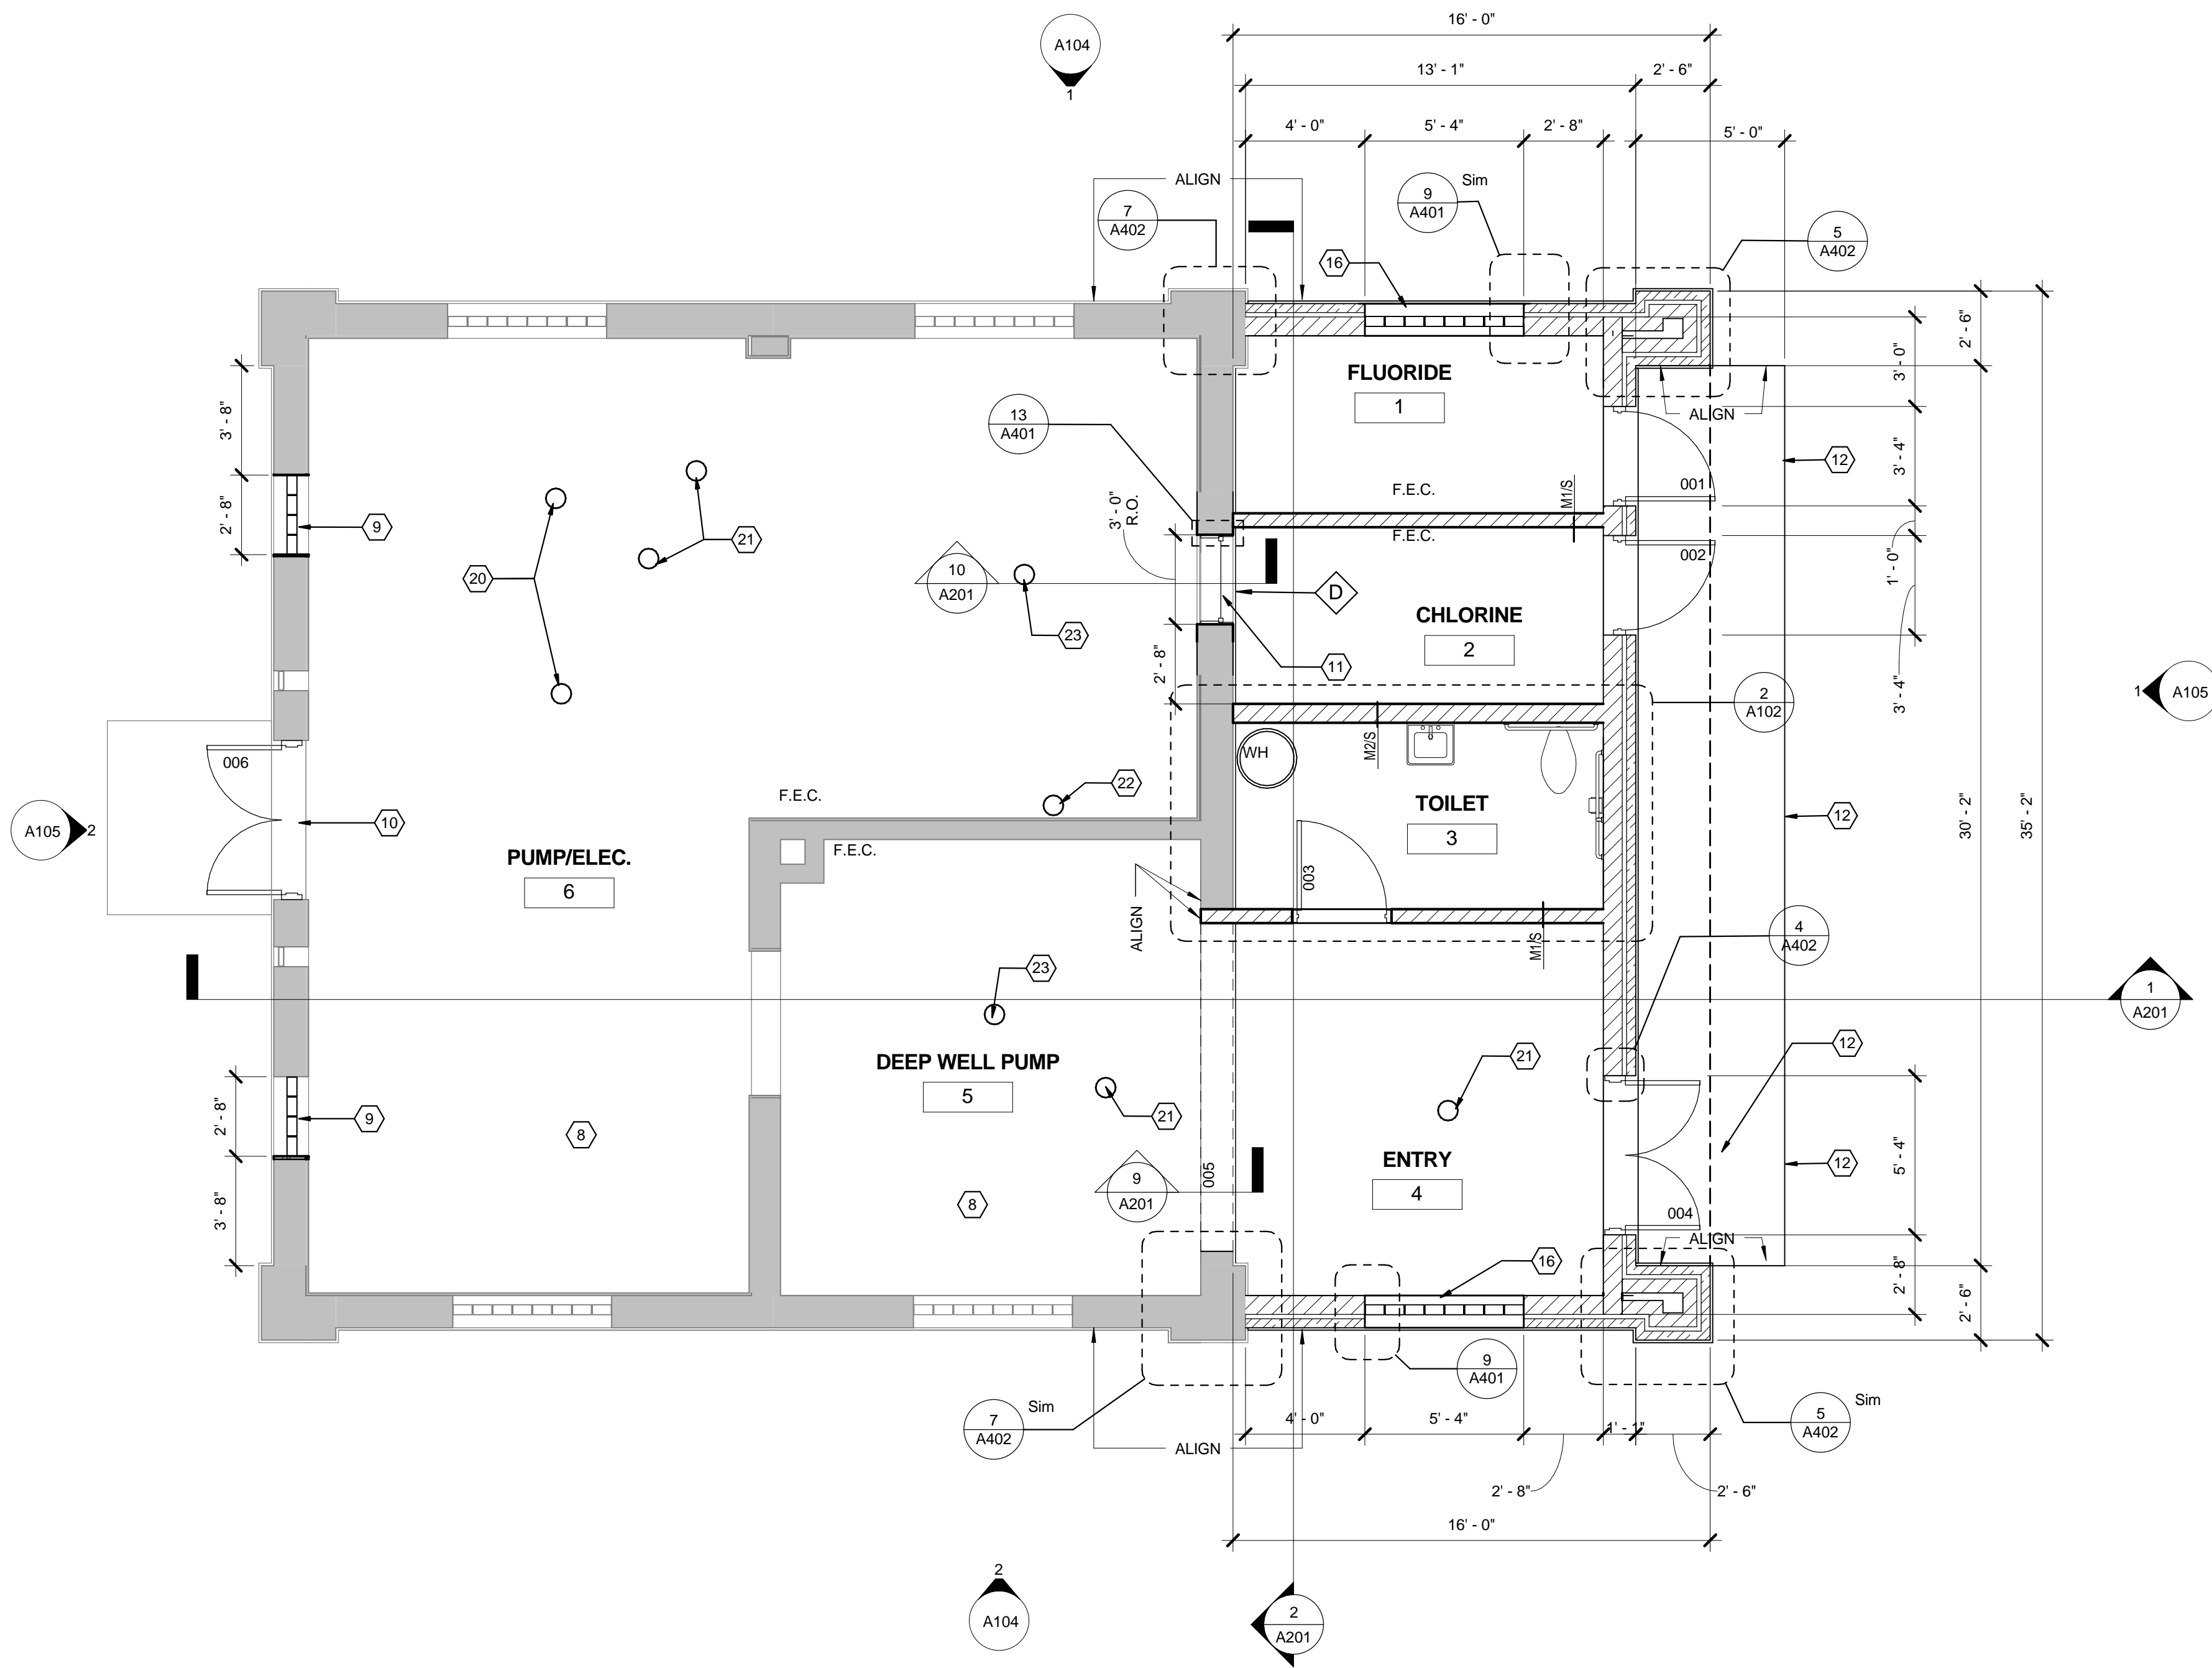 16' - 0"
A104
1
13' - 1"
2' - 6"
4' - 0"
5' - 4"
2' - 8"
5' - 0"
ALIGN
Sim
9
A401
7
A402
5
A402
16
2' - 6"
3' - 0"
FLUORIDE
1
ALIGN
3' - 8"
13
A401
12
3' - 4"
F.E.C.
M1/S
001
2' - 8"
9
21
3' - 0"
R.O.
F.E.C.
002
1' - 0"
20
10
A201
D
23
CHLORINE
2
11
2' - 8"
3' - 4"
2
A102
1
A105
M2/S
WH
006
22
F.E.C.
TOILET
3
12
30' - 2"
35' - 2"
A105
2
10
F.E.C.
PUMP/ELEC.
6
003
ALIGN
4
A402
M1/S
23
1
A201
DEEP WELL PUMP
5
21
12
9
2' - 8"
21
8
ENTRY
4
005
12
5' - 4"
9
A201
8
3' - 8"
004
ALIGN
16
2' - 8"
2' - 6"
9
A401
Sim
7
A402
4' - 0"
5' - 4"
1' - 1"
Sim
5
A402
ALIGN
2' - 8"
2' - 6"
16' - 0"
2
A104
2
A201